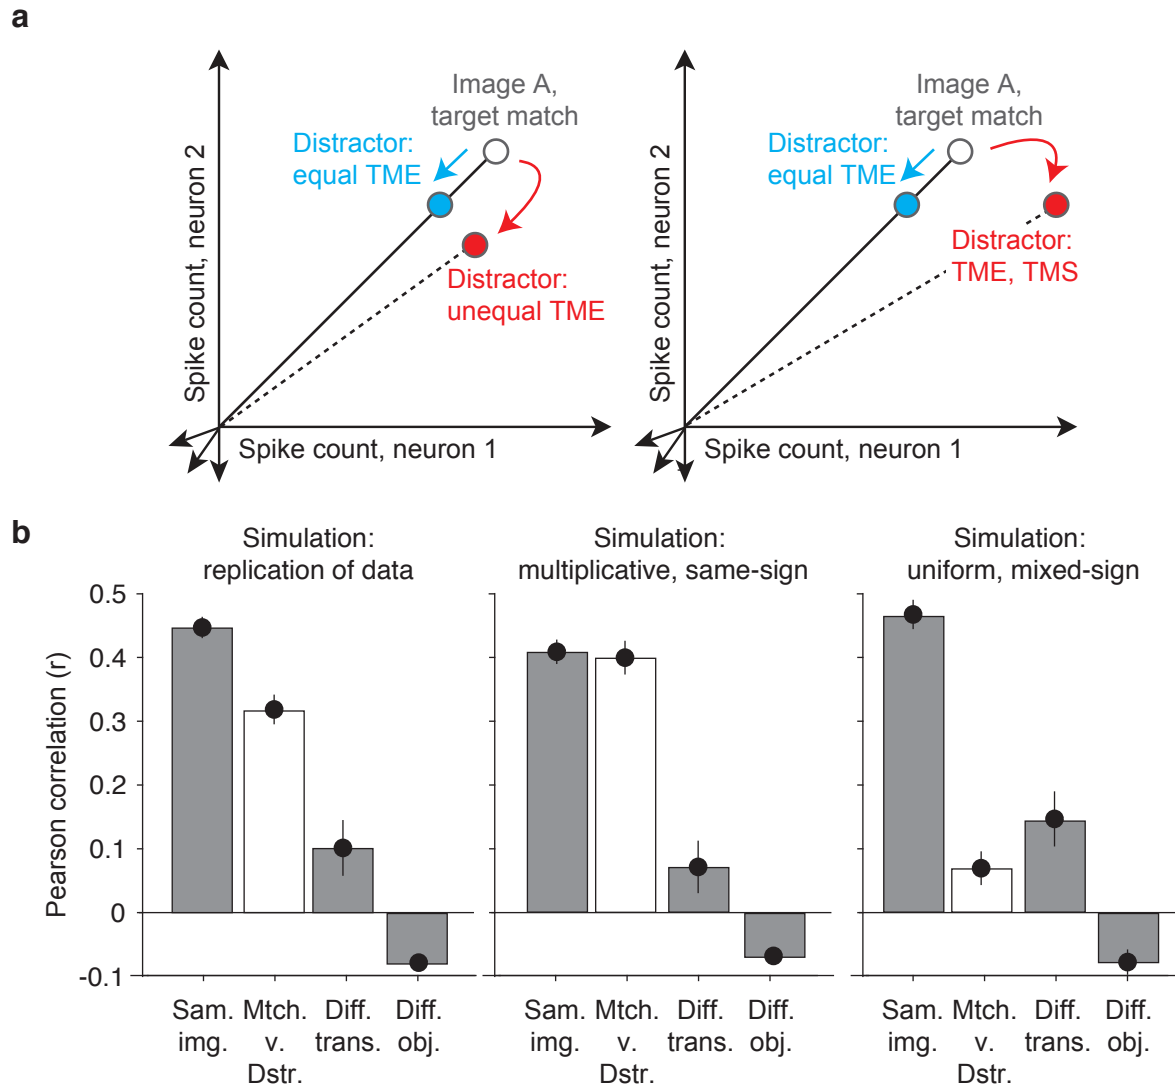 a
Image A,
target match
Distractor:
equal TME
Distractor:
unequal TME
Spike count, neuron 2
Spike count, neuron 1
Image A,
target match
Distractor:
equal TME
Distractor:
TME, TMS
Spike count, neuron 2
Spike count, neuron 1
b
Simulation:
replication of data
Simulation:
multiplicative, same-sign
Simulation:
uniform, mixed-sign
Pearson correlation (r)
0.5
0.4
0.3
0.2
0.1
0
-0.1
Sam.
img.
Mtch.
v.
Dstr.
Diff.
trans.
Diff.
obj.
Sam.
img.
Mtch.
v.
Dstr.
Diff.
trans.
Diff.
obj.
Sam.
img.
Mtch.
v.
Dstr.
Diff.
trans.
Diff.
obj.